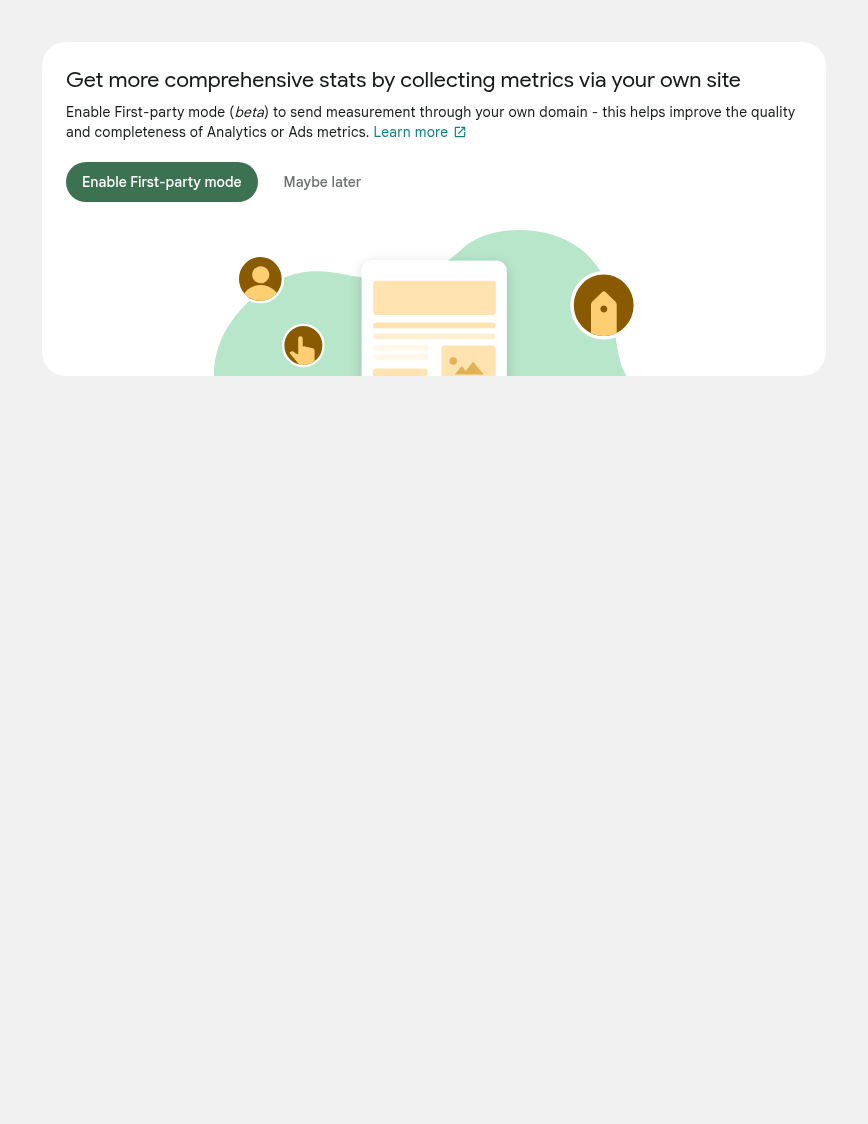 Get more comprehensive stats by collecting metrics via your own site
Enable First-party mode (beta) to send measurement through your own domain - this helps improve the quality
and completeness of Analytics or Ads metrics. Learn more
Enable First-party mode
Maybe later